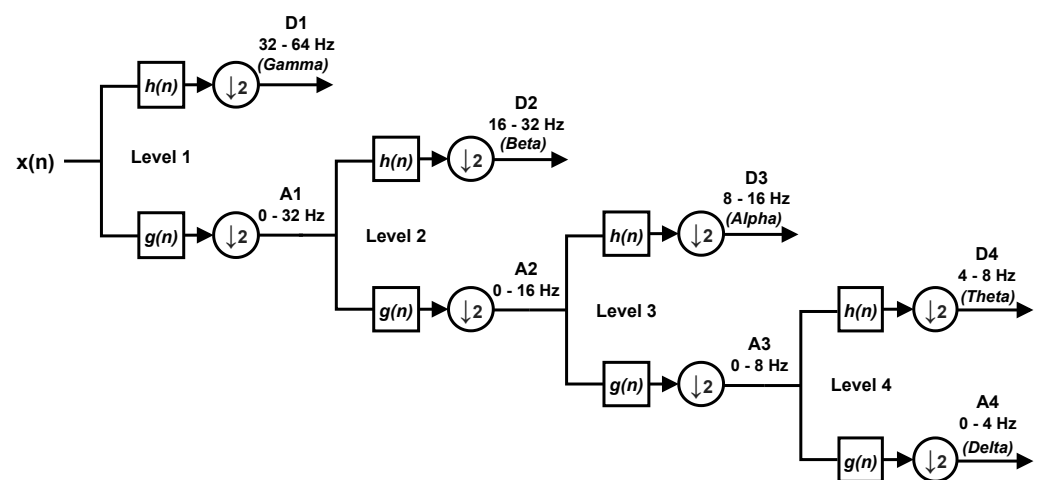 D1
32 - 64 Hz
(Gamma)
h(n)
↓2
D2
16 - 32 Hz
(Beta)
x(n)
Level 1
h(n)
↓2
A1
0 - 32 Hz
g(n)
↓2
Level 2
D3
8 - 16 Hz
(Alpha)
h(n)
↓2
A2
0 - 16 Hz
g(n)
↓2
Level 3
D4
4 - 8 Hz
(Theta)
h(n)
↓2
A3
0 - 8 Hz
g(n)
↓2
Level 4
A4
0 - 4 Hz
(Delta)
g(n)
↓2